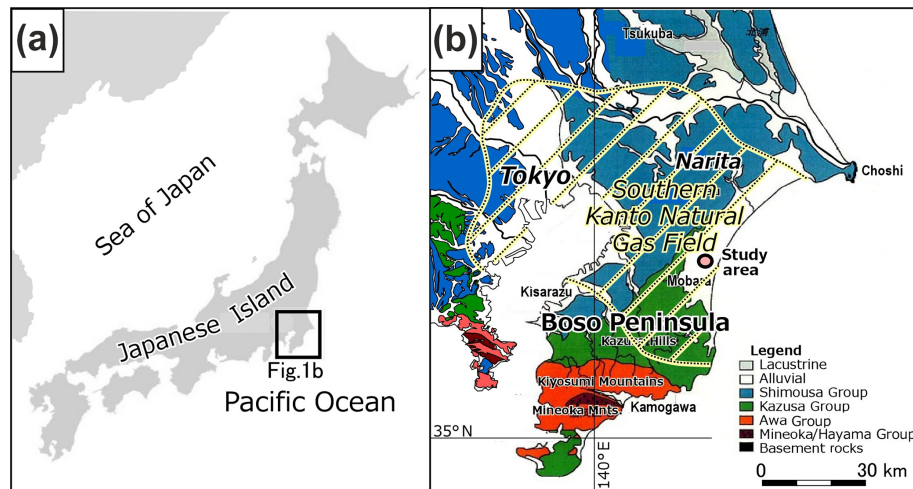 (a)
Sea of Japan
Japanese Island
Fig.1b
Pacific Ocean
(b)
Tsukuba
北浦
Choshi
Tokyo
Narita
Southern
Kanto Natural
Gas Field
Study
area
Mobara
Kisarazu
Boso Peninsula
Kazusa Hills
Kiyosumi Mountains
Mineoka Mnts.
Kamogawa
35°N
140°E
Legend
Lacustrine
Alluvial
Shimousa Group
Kazusa Group
Awa Group
Mineoka/Hayama Group
Basement rocks
0
30 km